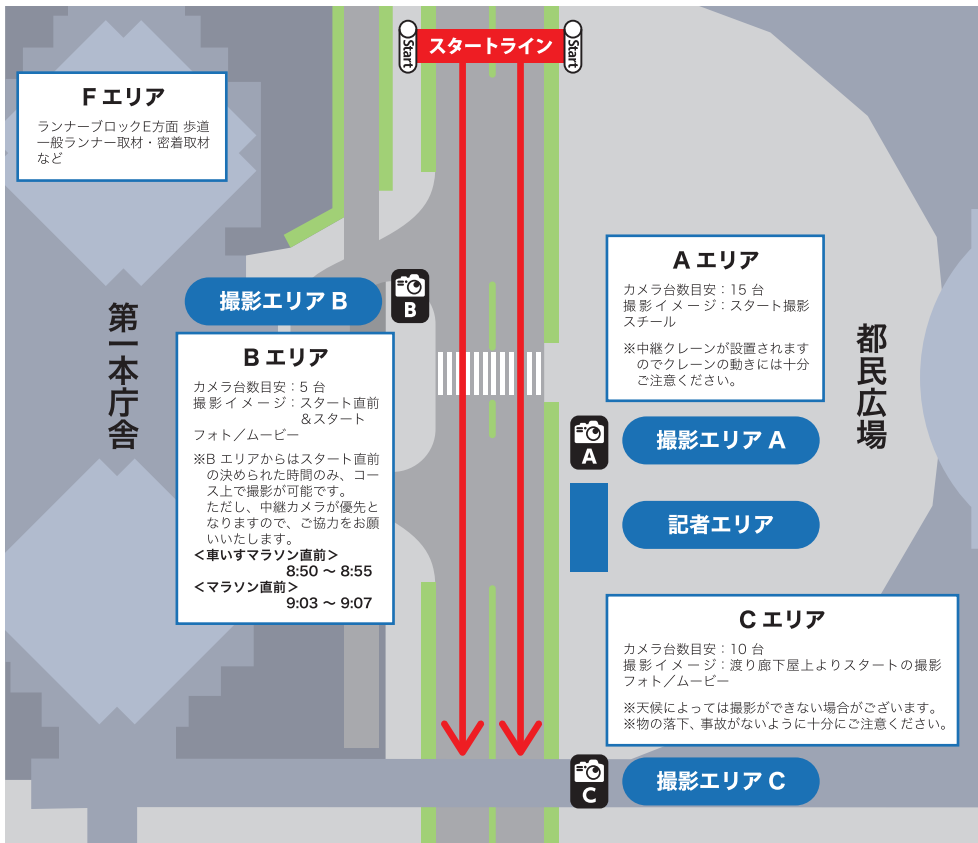 Start
スタートライン
Start
Fエリア
ランナーブロックE方面 歩道
一般ランナー取材・密着取材
など
第一本庁舎
撮影エリア B
B
B エリア
カメラ台数目安：5 台
撮影イメージ：スタート直前
＆スタート
フォト／ムービー
※B エリアからはスタート直前
の決められた時間のみ、コー
ス上で撮影が可能です。
ただし、中継カメラが優先と
なりますので、ご協力をお願
いいたします。
＜車いすマラソン直前＞
8:50 ～ 8:55
＜マラソン直前＞
9:03 ～ 9:07
A エリア
カメラ台数目安：15 台
撮影イメージ：スタート撮影
スチール
※中継クレーンが設置されます
のでクレーンの動きには十分
ご注意ください。
都民広場
A
撮影エリア A
記者エリア
C エリア
カメラ台数目安：10 台
撮影イメージ：渡り廊下屋上よりスタートの撮影
フォト／ムービー
※天候によっては撮影ができない場合がございます。
※物の落下、事故がないように十分にご注意ください。
C
撮影エリア C